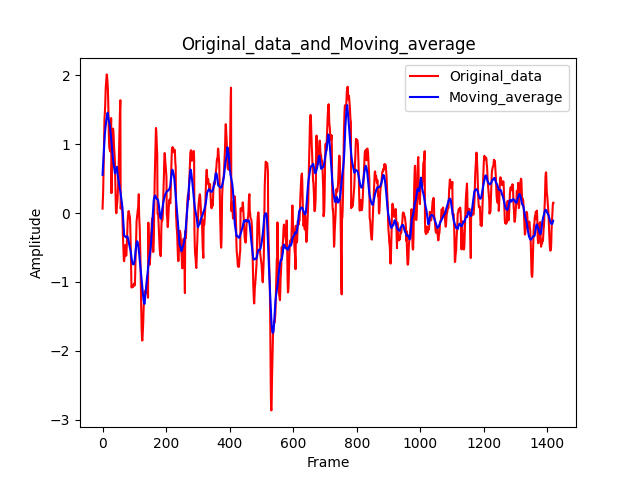 Original_data_and_Moving_average
Original_data
Moving_average
2
1
0
−1
−2
−3
Amplitude
0 200 400 600 800 1000 1200 1400
Frame